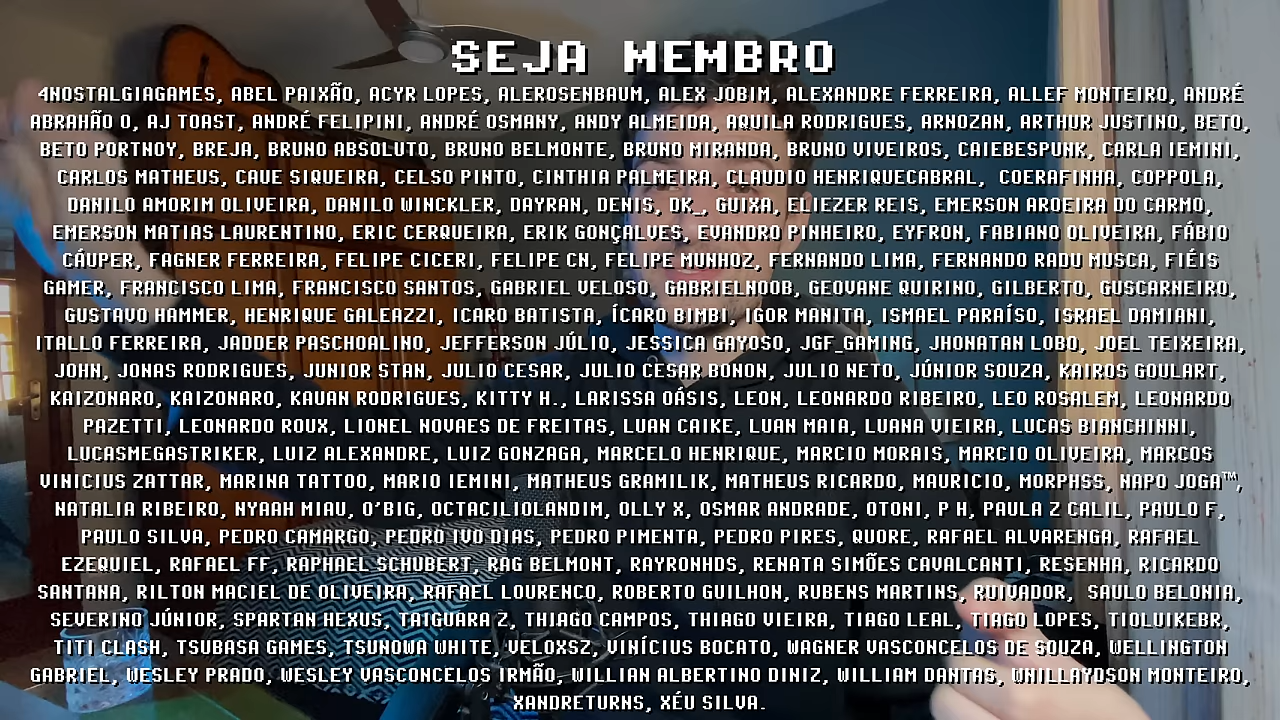 SEJA MEMBRO
4NOSTALGIAGAMES, ABEL PAIXÃO, ACYR LOPES, ALEROSENBAUM, ALEX JOBIM, ALEXANDRE FERREIRA, ALLEF MONTEIRO, ANDRÉ
ABRAHÃO O, AJ TOAST, ANDRÉ FELIPINI, ANDRÉ OSMANY, ANDY ALMEIDA, AQUILA RODRIGUES, ARNOZAN, ARTHUR JUSTINO, BETO,
BETO PORTNOY, BREJA, BRUNO ABSOLUTO, BRUNO BELMONTE, BRUNO MIRANDA, BRUNO VIVEIROS, CAIEBESPUNK, CARLA IEMINI,
CARLOS MATHEUS, CAVE SIQUEIRA, CELSO PINTO, CINTHIA PALMEIRA, CLAUDIO HENRIQUECABRAL, COERAFINHA, COPPOLA,
DANILO AMORIM OLIVEIRA, DANILO WINCKLER, DAYRAN, DENIS, DK_, GUIXA, ELIEZER REIS, EMERSON AROEIRA DO CARMO,
EMERSON MATIAS LAURENTINO, ERIC CERQUEIRA, ERIK GONÇALVES, EVANDRO PINHEIRO, EYFRON, FABIANO OLIVEIRA, FÁBIO
CÁUPER, FAGNER FERREIRA, FELIPE CICERI, FELIPE CN, FELIPE MUNHOZ, FERNANDO LIMA, FERNANDO RADU MUSCA, FIÉIS
GAMER, FRANCISCO LIMA, FRANCISCO SANTOS, GABRIEL VELOSO, GABRIELNOOB, GEOVANE QUIRINO, GILBERTO, GUSCARNEIRO,
GUSTAVO HAMMER, HENRIQUE GALEAZZI, ICARO BATISTA, ÍCARO BIMBI, IGOR MANITA, ISMAEL PARAÍSO, ISRAEL DAMIANI,
ITALLO FERREIRA, JADDER PASCHOALINO, JEFFERSON JÚLIO, JESSICA GAYOSO, JGF_GAMING, JHONATAN LOBO, JOEL TEIXEIRA,
JOHN, JONAS RODRIGUES, JUNIOR STAN, JULIO CESAR, JULIO CESAR BONON, JULIO NETO, JÚNIOR SOUZA, KAIROS GOULART,
KAIZONARO, KAIZONARO, KAVAN RODRIGUES, KITTY H., LARISSA OÁSIS, LEON, LEONARDO RIBEIRO, LEO ROSALEM, LEONARDO
PAZETTI, LEONARDO ROUX, LIONEL NOVAES DE FREITAS, LUAN CAIKE, LUAN MAIA, LUANA VIEIRA, LUCAS BIANCHINNI,
LUCASMEGASTRIKER, LUIZ ALEXANDRE, LUIZ GONZAGA, MARCELO HENRIQUE, MARCIO MORAIS, MARCIO OLIVEIRA, MARCOS
VINICIUS ZATTAR, MARINA TATTOO, MARIO IEMINI, MATHEUS GRAMILIK, MATHEUS RICARDO, MAURICIO, MORPHSS, NAPO JOGA™,
NATALIA RIBEIRO, NYAAH MIAU, O'BIG, OCTACILIOLANDIM, OLLY X, OSMAR ANDRADE, OTONI, P H, PAULA Z CALIL, PAULO F,
PAULO SILVA, PEDRO CAMARGO, PEDRO IVO DIAS, PEDRO PIMENTA, PEDRO PIRES, QUORE, RAFAEL ALVARENGA, RAFAEL
EZEQUIEL, RAFAEL FF, RAPHAEL SCHUBERT, RAG BELMONT, RAYRONHDS, RENATA SIMÕES CAVALCANTI, RESENHA, RICARDO
SANTANA, RILTON MACIEL DE OLIVEIRA, RAFAEL LOURENCO, ROBERTO GUILHON, RUBENS MARTINS, RUIVADOR, SAULO BELONIA,
SEVERINO JÚNIOR, SPARTAN HEXUS, TAIGUARA Z, THIAGO CAMPOS, THIAGO VIEIRA, TIAGO LEAL, TIAGO LOPES, TIOLUIKEBR,
TITI CLASH, TSUBASA GAMES, TSUNOWA WHITE, VELOXSZ, VINÍCIUS BOCATO, WAGNER VASCONCELOS DE SOUZA, WELLINGTON
GABRIEL, WESLEY PRADO, WESLEY VASCONCELOS IRMÃO, WILLIAN ALBERTINO DINIZ, WILLIAM DANTAS, WNILLAYDSON MONTEIRO,
XANDRETURNS, XÉU SILVA.